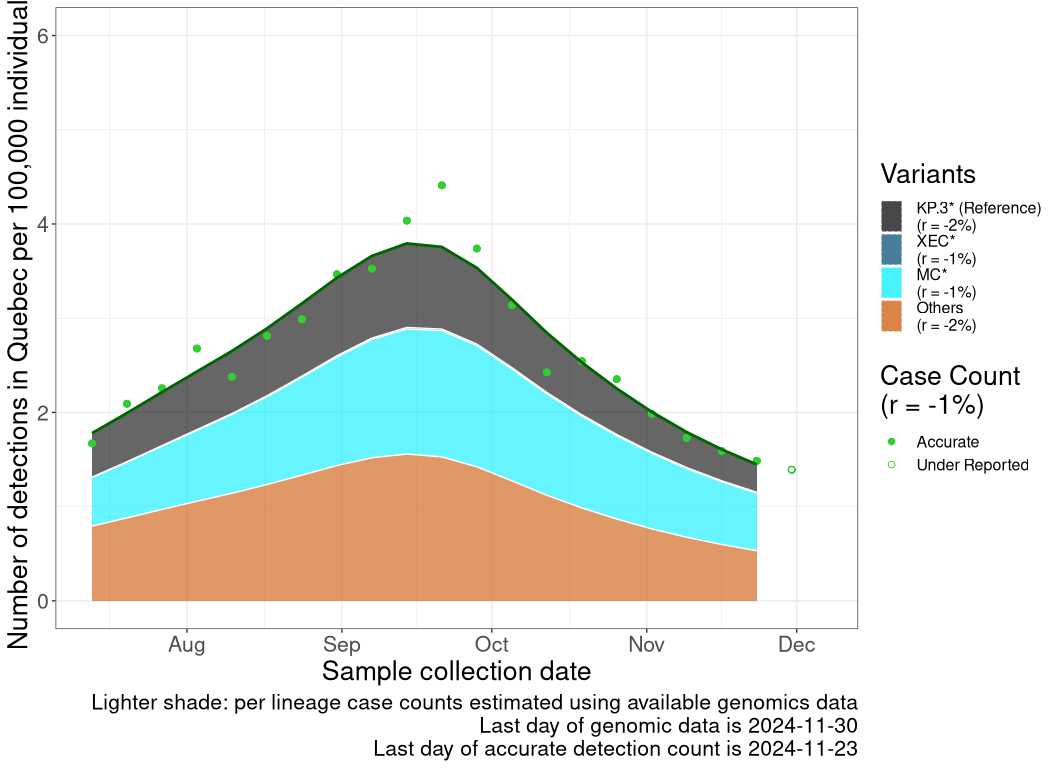 Number of detections in Quebec per 100,000 individual
6
4
2
0
Aug
Sep
Oct
Nov
Dec
Sample collection date
Lighter shade: per lineage case counts estimated using available genomics data
Last day of genomic data is 2024-11-30
Last day of accurate detection count is 2024-11-23
Variants
KP.3* (Reference)
(r = -2%)
XEC*
(r = -1%)
MC*
(r = -1%)
Others
(r = -2%)
Case Count
(r = -1%)
Accurate
Under Reported